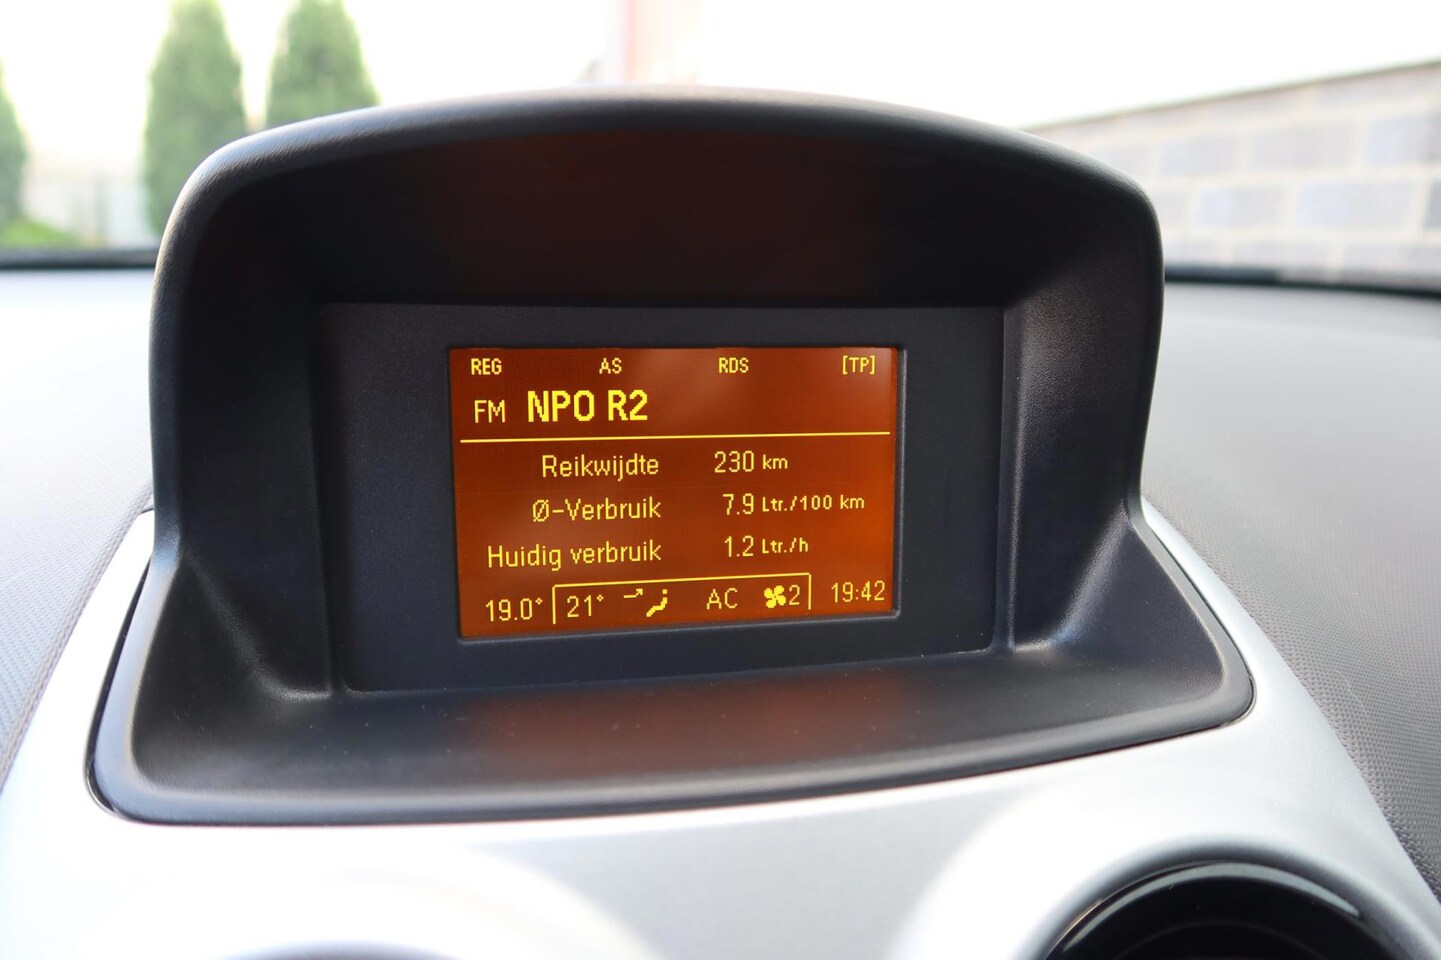 REG AS RDS [TP]
FM NPO R2
Reikwijdte 230 km
Ø-Verbruik 7.9 Ltr./100 km
Huidig verbruik 1.2 Ltr./h
19.0° 21° AC 2 19:42